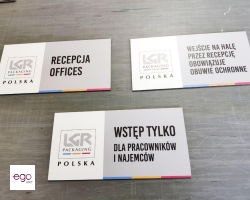 LGR
PACKAGING
POLSKA
RECEPCJA
OFFICES
LGR
PACKAGING
POLSKA
WEJŚCIE NA HALĘ
PRZEZ RECEPCJĘ
OBOWIĄZUJE
OBUWIE OCHRONNE
LGR
PACKAGING
POLSKA
WSTĘP TYLKO
DLA PRACOWNIKÓW
I NAJEMCÓW
ego